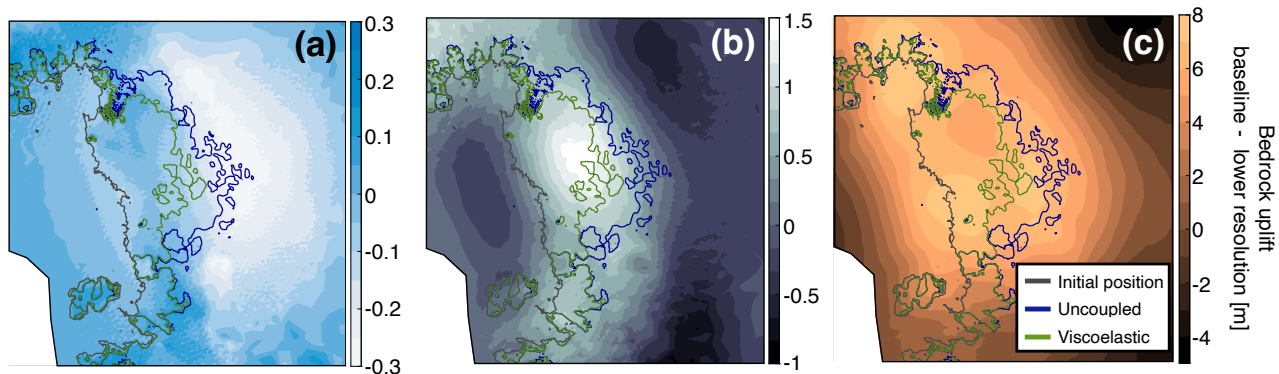 (a)
0.3
0.2
0.1
0
-0.1
-0.2
-0.3
(b)
1.5
1
0.5
0
-0.5
-1
(c)
8
6
4
2
0
-2
-4
Bedrock uplift
baseline - lower resolution [m]
Initial position
Uncoupled
Viscoelastic